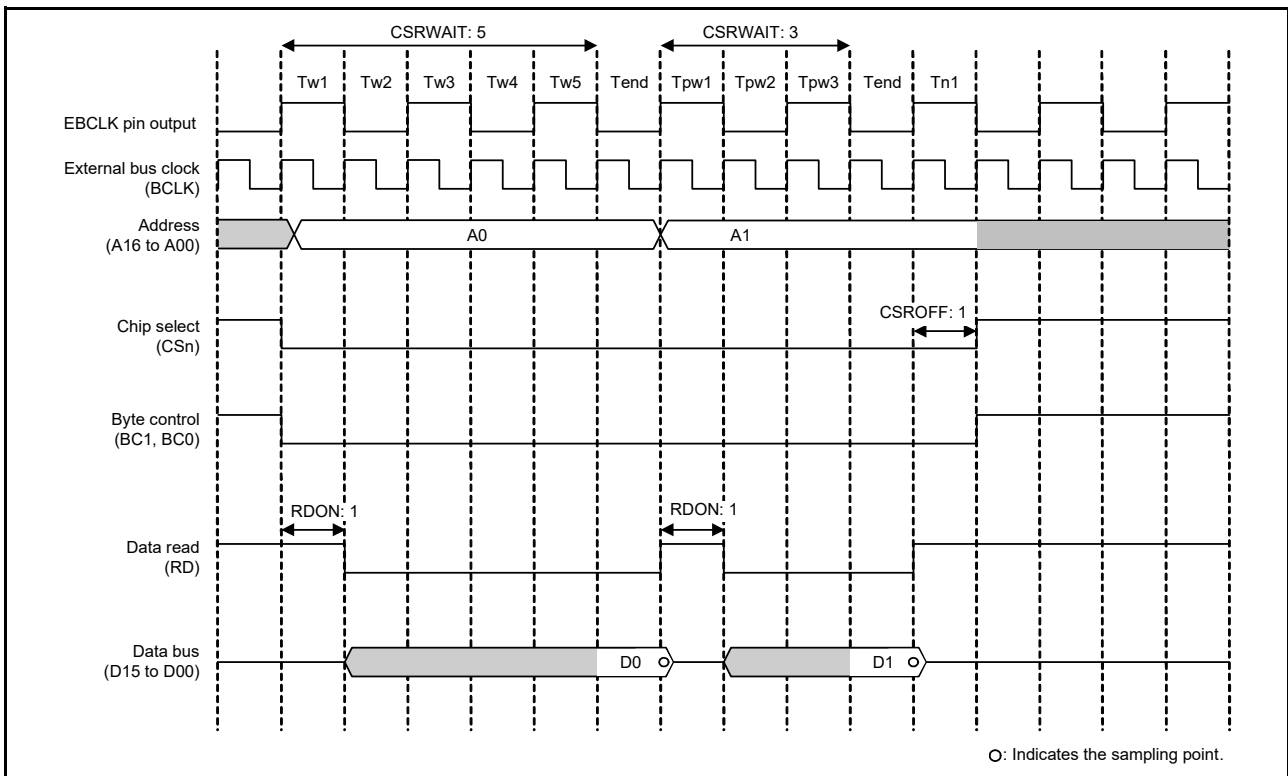 CSRWAIT: 5 CSRWAIT: 3
Tw1 Tw2 Tw3 Tw4 Tw5 Tend Tpw1 Tpw2 Tpw3 Tend Tn1
EBCLK pin output
External bus clock
(BCLK)
Address
(A16 to A00)
A0 A1
CSROFF: 1
Chip select
(CSn)
Byte control
(BC1, BC0)
RDON: 1 RDON: 1
Data read
(RD)
Data bus
(D15 to D00)
D0 D1
O: Indicates the sampling point.